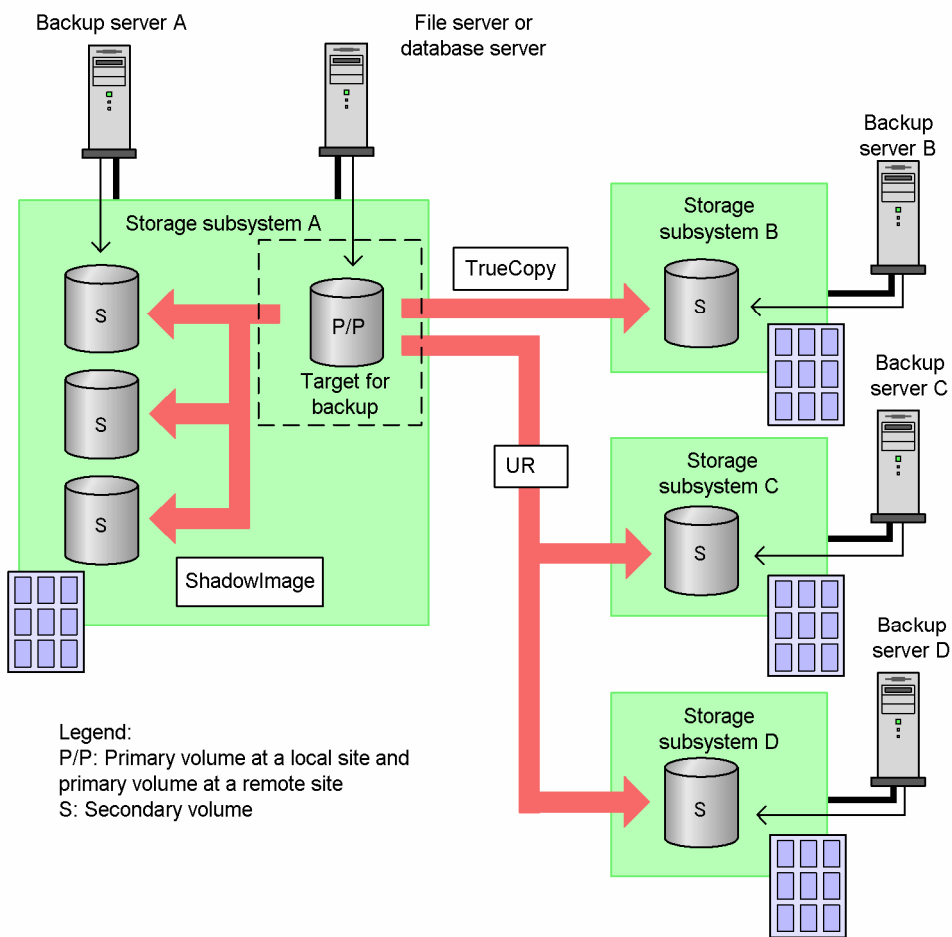 Backup server A
File server or
database server
Backup
server B
Storage subsystem A
Storage
subsystem B
TrueCopy
S
P/P
S
Target for
backup
S
S
ShadowImage
UR
Backup
server C
Storage
subsystem C
S
Backup
server D
Storage
subsystem D
S
Legend:
P/P: Primary volume at a local site and
primary volume at a remote site
S: Secondary volume